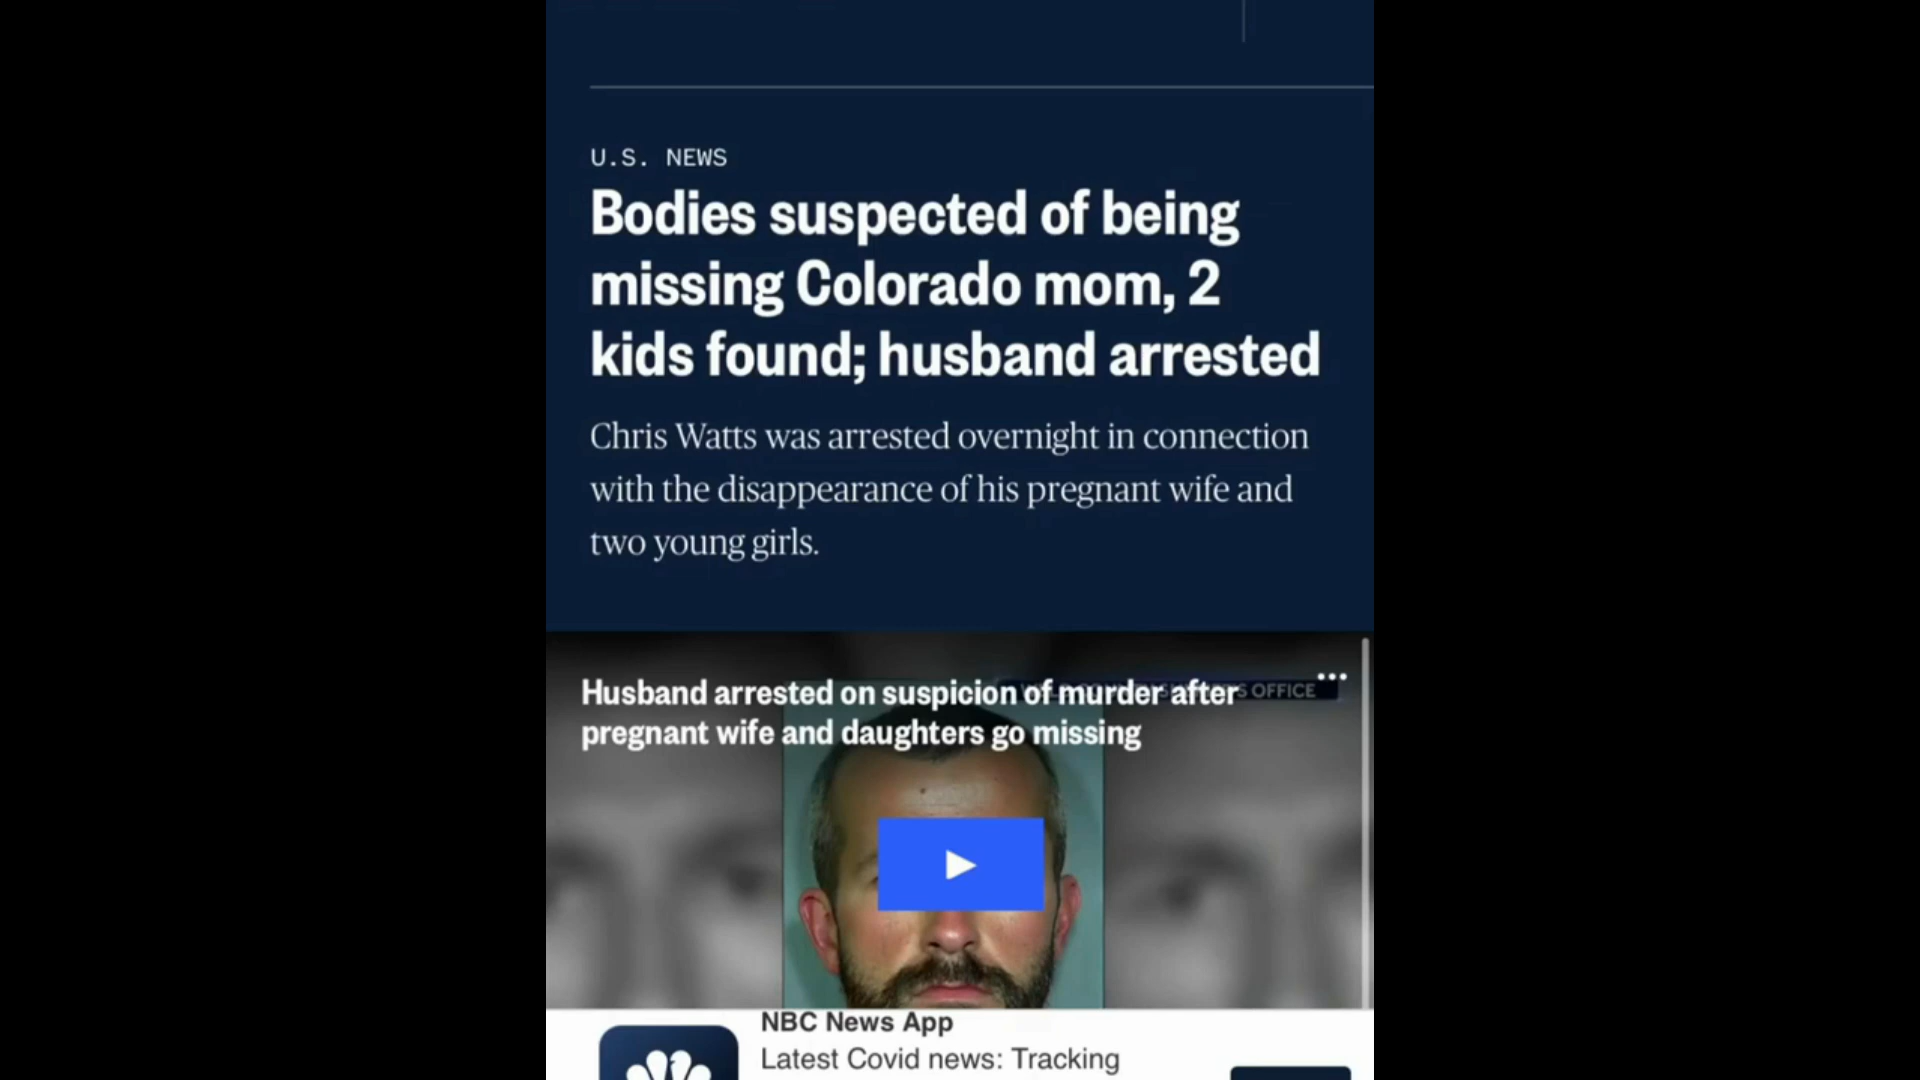 U.S. NEWS
Bodies suspected of being
missing Colorado mom, 2
kids found; husband arrested
Chris Watts was arrested overnight in connection
with the disappearance of his pregnant wife and
two young girls.
Husband arrested on suspicion of murder after
pregnant wife and daughters go missing
OFFICE
NBC News App
Latest Covid news: Tracking